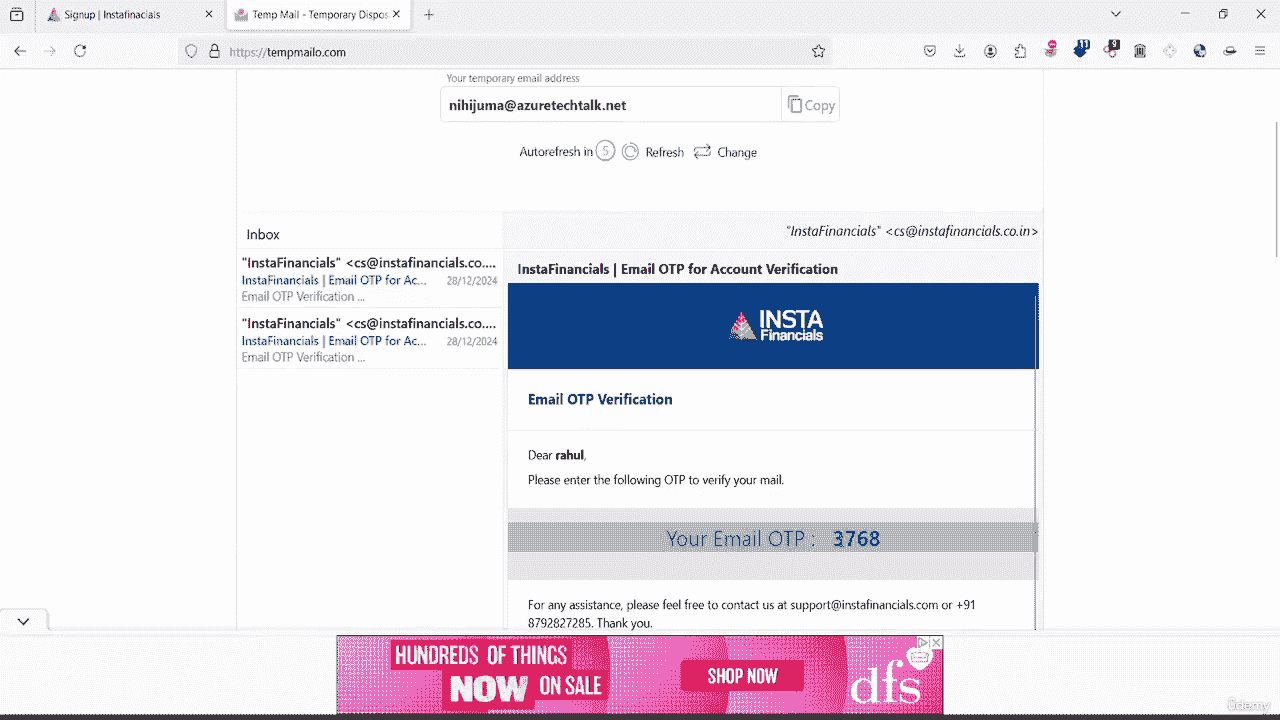 Signup | Instafinacials
Temp Mail - Temporary Dispos
https://tempmailo.com
11
9
Your temporary email address
nihijuma@azuretechtalk.net
Copy
Autorefresh in 5 Refresh Change
Inbox
"InstaFinancials" <cs@instafinancials.co.in>
"InstaFinancials" <cs@instafinancials.co....
InstaFinancials | Email OTP for Ac... 28/12/2024
Email OTP Verification ...
"InstaFinancials" <cs@instafinancials.co....
InstaFinancials | Email OTP for Ac... 28/12/2024
Email OTP Verification ...
InstaFinancials | Email OTP for Account Verification
INSTA
Financials
Email OTP Verification
Dear rahul,
Please enter the following OTP to verify your mail.
Your Email OTP : 3768
For any assistance, please feel free to contact us at support@instafinancials.com or +91
8792827285. Thank you.
HUNDREDS OF THINGS
NOW ON SALE
SHOP NOW
dfs
Udemy